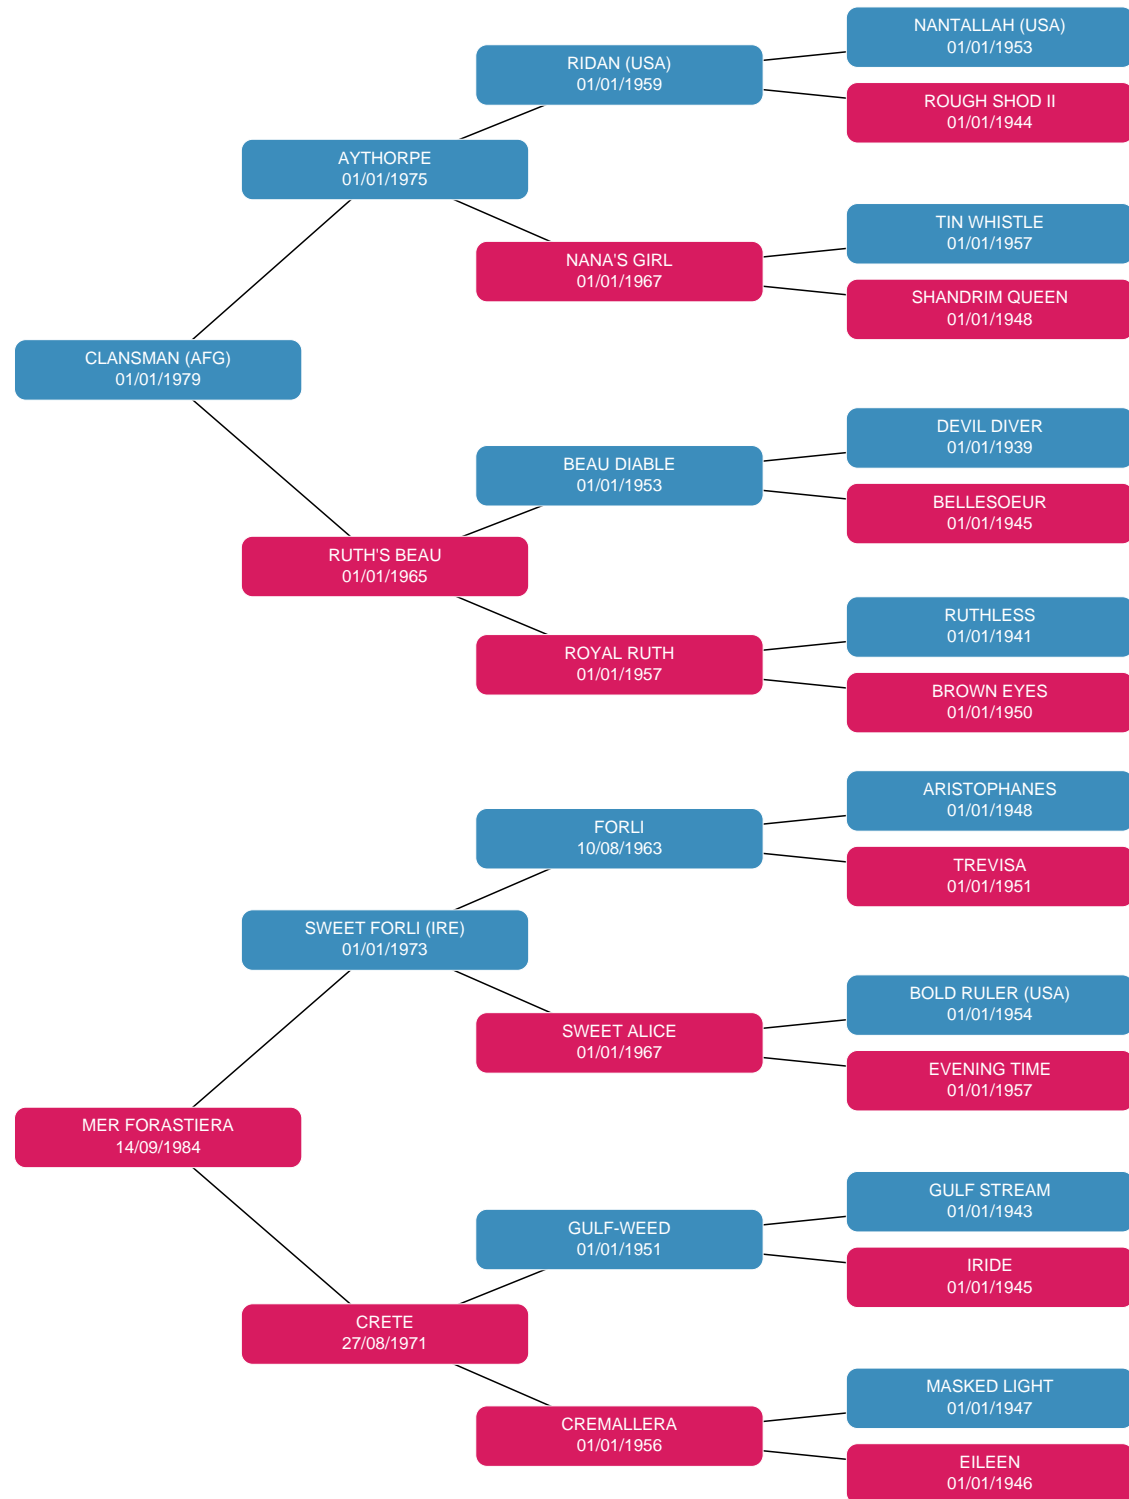 NANTALLAH (USA)
01/01/1953
RIDAN (USA)
01/01/1959
ROUGH SHOD II
01/01/1944
AYTHORPE
01/01/1975
TIN WHISTLE
01/01/1957
NANA'S GIRL
01/01/1967
SHANDRIM QUEEN
01/01/1948
CLANSMAN (AFG)
01/01/1979
DEVIL DIVER
01/01/1939
BEAU DIABLE
01/01/1953
BELLESOEUR
01/01/1945
RUTH'S BEAU
01/01/1965
RUTHLESS
01/01/1941
ROYAL RUTH
01/01/1957
BROWN EYES
01/01/1950
ARISTOPHANES
01/01/1948
FORLI
10/08/1963
TREVISA
01/01/1951
SWEET FORLI (IRE)
01/01/1973
BOLD RULER (USA)
01/01/1954
SWEET ALICE
01/01/1967
EVENING TIME
01/01/1957
MER FORASTIERA
14/09/1984
GULF STREAM
01/01/1943
GULF-WEED
01/01/1951
IRIDE
01/01/1945
CRETE
27/08/1971
MASKED LIGHT
01/01/1947
CREMALLERA
01/01/1956
EILEEN
01/01/1946